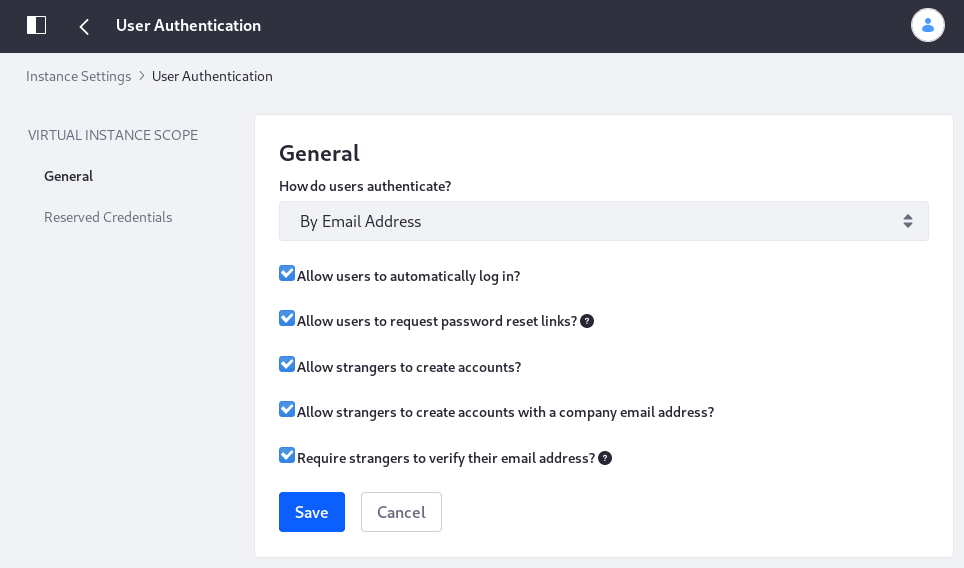 User Authentication
Instance Settings > User Authentication
VIRTUAL INSTANCE SCOPE
General
Reserved Credentials
General
How do users authenticate?
By Email Address
Allow users to automatically log in?
Allow users to request password reset links? ?
Allow strangers to create accounts?
Allow strangers to create accounts with a company email address?
Require strangers to verify their email address? ?
Save Cancel